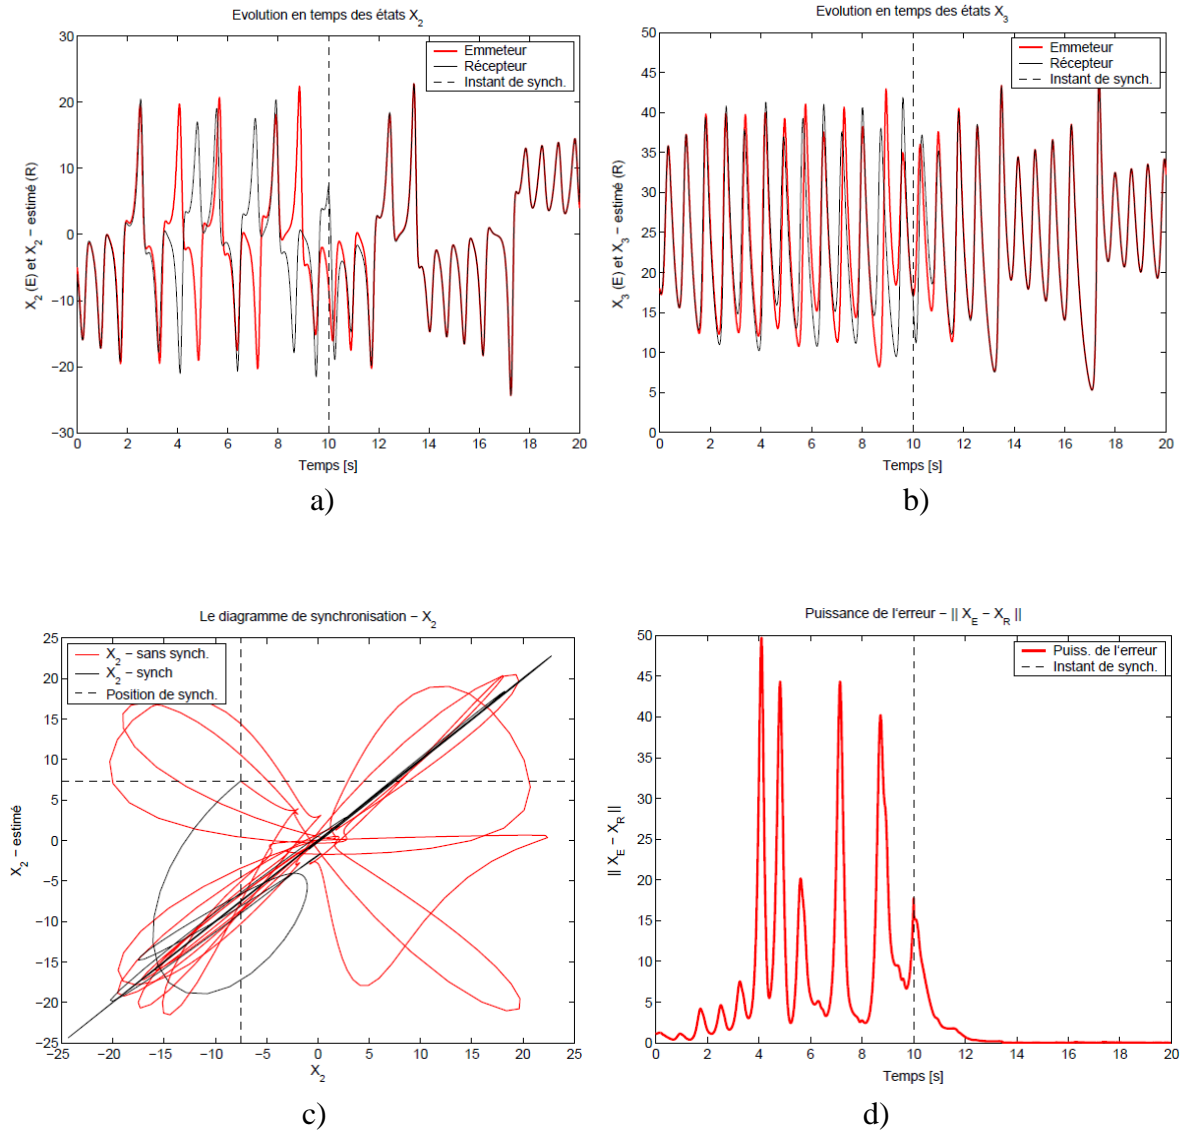 Evolution en temps des états X2
30
20
10
0
−10
−20
−30
X2 (E) et X2 − estimé (R)
Emmeteur
Récepteur
Instant de synch.
0 2 4 6 8 10 12 14 16 18 20
Temps [s]
a)
Evolution en temps des états X3
50
45
40
35
30
25
20
15
10
5
0
X3 (E) et X3 − estimé (R)
Emmeteur
Récepteur
Instant de synch.
0 2 4 6 8 10 12 14 16 18 20
Temps [s]
b)
Le diagramme de synchronisation − X2
25
20
15
10
5
0
−5
−10
−15
−20
−25
X2 − estimé
X2 − sans synch.
X2 − synch
Position de synch.
−25 −20 −15 −10 −5 0 5 10 15 20 25
X2
c)
Puissance de l'erreur − || XE − XR ||
50
45
40
35
30
25
20
15
10
5
0
|| XE − XR ||
Puiss. de l'erreur
Instant de synch.
0 2 4 6 8 10 12 14 16 18 20
Temps [s]
d)